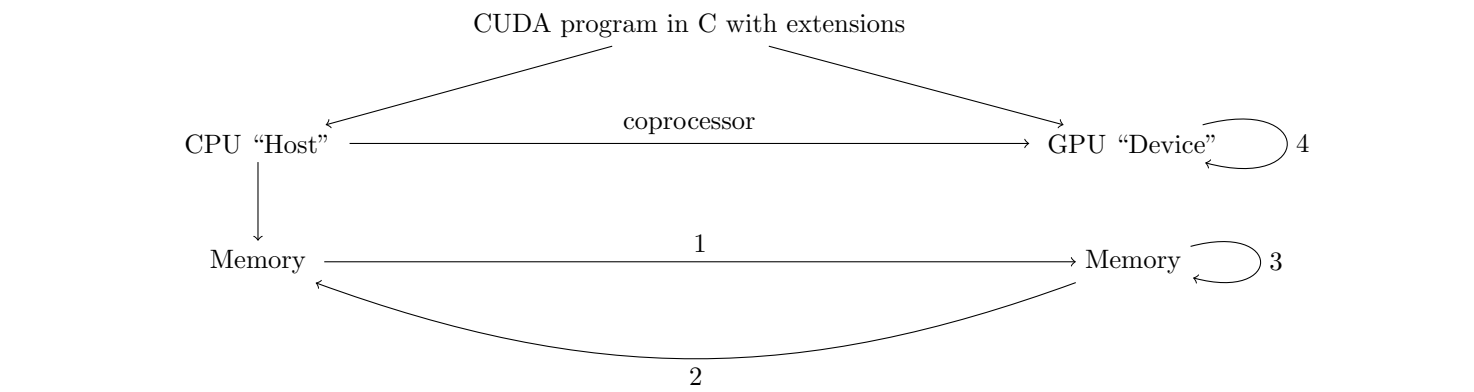 CUDA program in C with extensions
coprocessor
CPU “Host”
GPU “Device”
4
1
Memory
Memory
3
2